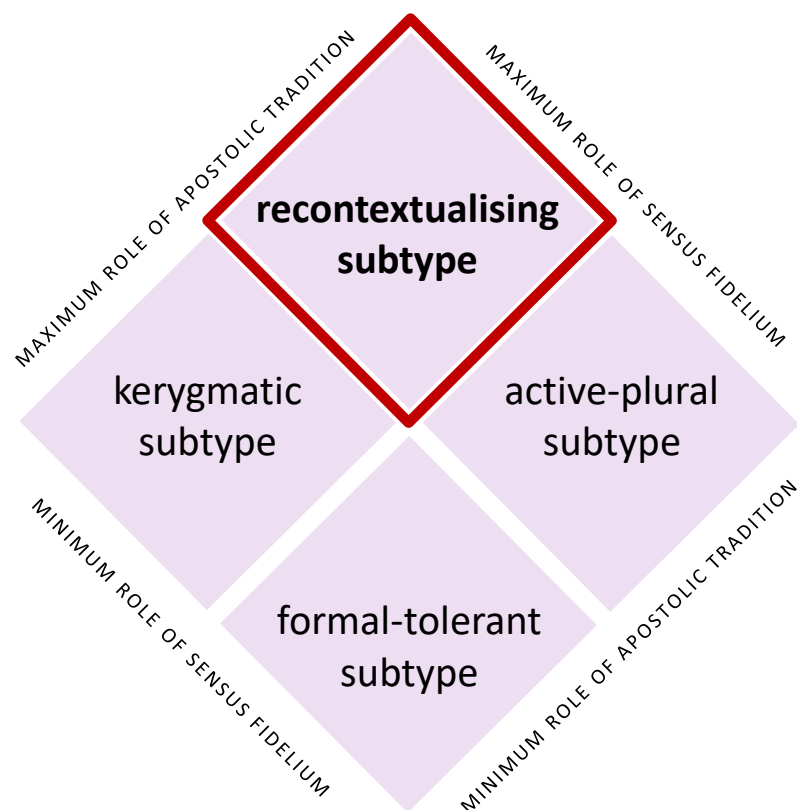 MAXIMUM ROLE OF APOSTOLIC TRADITION
MAXIMUM ROLE OF SENSUS FIDELIUM
recontextualising
subtype
kerygmatic
subtype
active-plural
subtype
formal-tolerant
subtype
MINIMUM ROLE OF SENSUS FIDELIUM
MINIMUM ROLE OF APOSTOLIC TRADITION